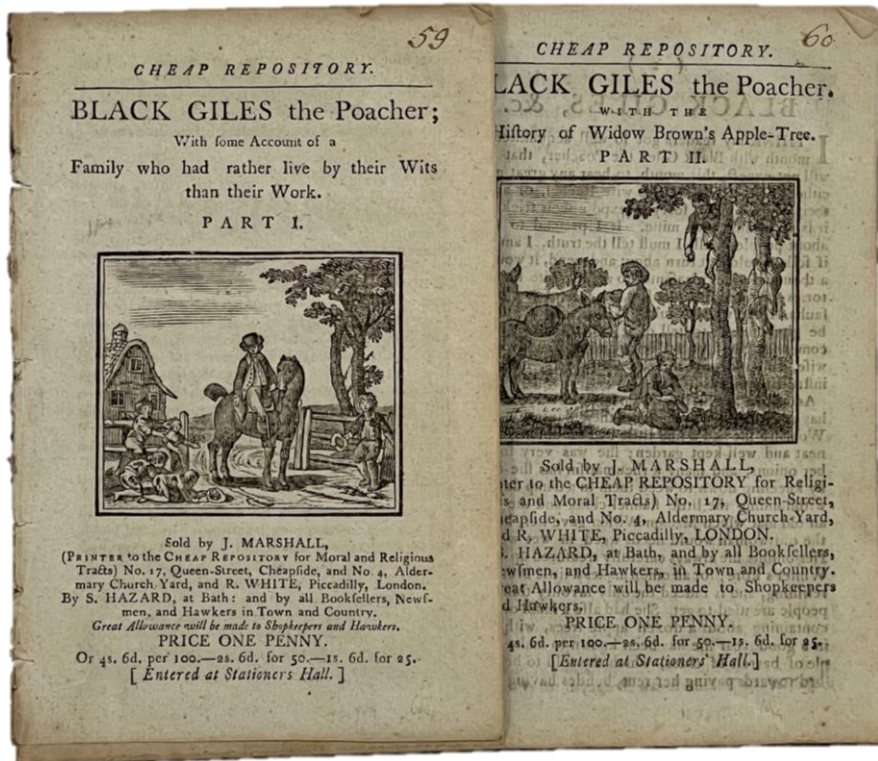 59
CHEAP REPOSITORY.
BLACK GILES the Poacher;
With ſome Account of a
Family who had rather live by their Wits
than their Work.
PART I.
Sold by J. MARSHALL,
(PRINTER to the CHEAP REPOSITORY for Moral and Religious
Tracts) No. 17, Queen-Street, Cheapſide, and No. 4, Alder-
mary Church Yard, and R. WHITE, Piccadilly, London.
By S. HAZARD, at Bath: and by all Bookſellers, Newſ-
men, and Hawkers in Town and Country.
Great Allowance will be made to Shopkeepers and Hawkers.
PRICE ONE PENNY.
Or 4s. 6d. per 100.—2s. 6d. for 50.—1s. 6d. for 25.
[Entered at Stationers Hall.]
60
CHEAP REPOSITORY.
LACK GILES the Poacher.
WITH THE
Hiſtory of Widow Brown's Apple-Tree.
PART II.
Sold by J. MARSHALL,
ter to the CHEAP REPOSITORY for Religi-
s and Moral Tracts) No. 17, Queen-Street,
eapſide, and No. 4, Aldermary Church-Yard,
d R. WHITE, Piccadilly, LONDON.
. HAZARD, at Bath, and by all Bookſellers,
ewſmen, and Hawkers, in Town and Country.
eat Allowance will be made to Shopkeepers
d Hawkers.
PRICE ONE PENNY.
4s. 6d. per 100.—2s. 6d. for 50.—1s. 6d. for 25.
[Entered at Stationers' Hall.]